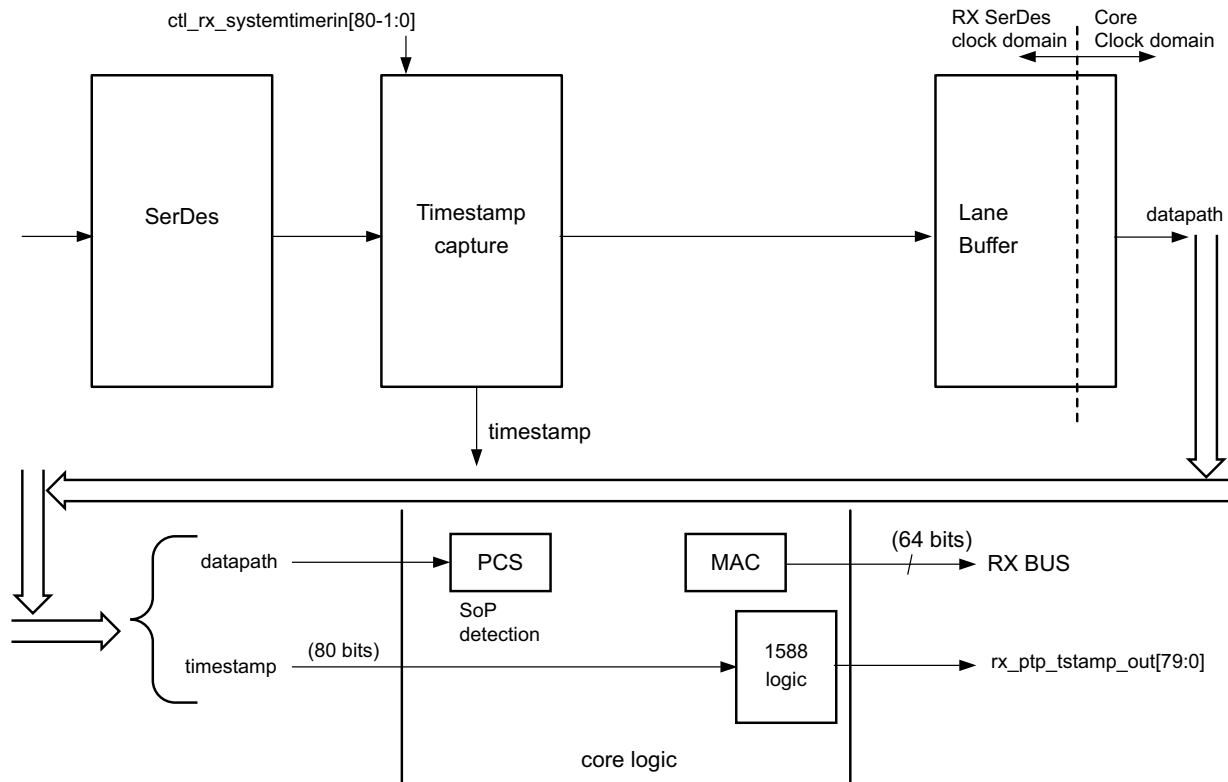 ctl_rx_systemtimerin[80-1:0]
RX SerDes
clock domain
Core
Clock domain
SerDes
Timestamp
capture
Lane
Buffer
datapath
timestamp
datapath
PCS
SoP
detection
MAC
(64 bits)
RX BUS
timestamp
(80 bits)
1588
logic
rx_ptp_tstamp_out[79:0]
core logic